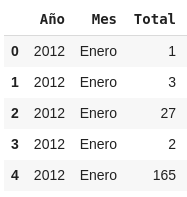 Año Mes Total
0 2012 Enero 1
1 2012 Enero 3
2 2012 Enero 27
3 2012 Enero 2
4 2012 Enero 165